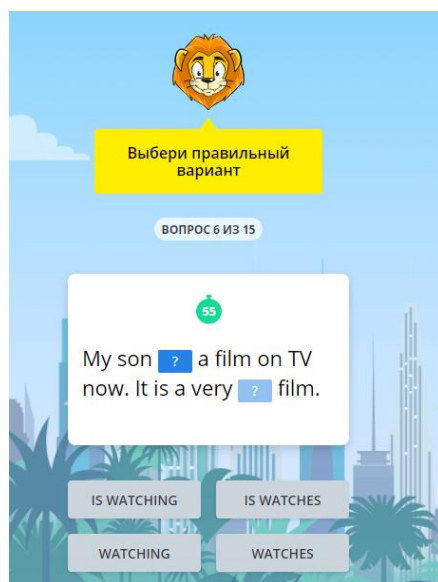 Выбери правильный
вариант
ВОПРОС 6 ИЗ 15
55
My son ? a film on TV
now. It is a very ? film.
IS WATCHING
IS WATCHES
WATCHING
WATCHES